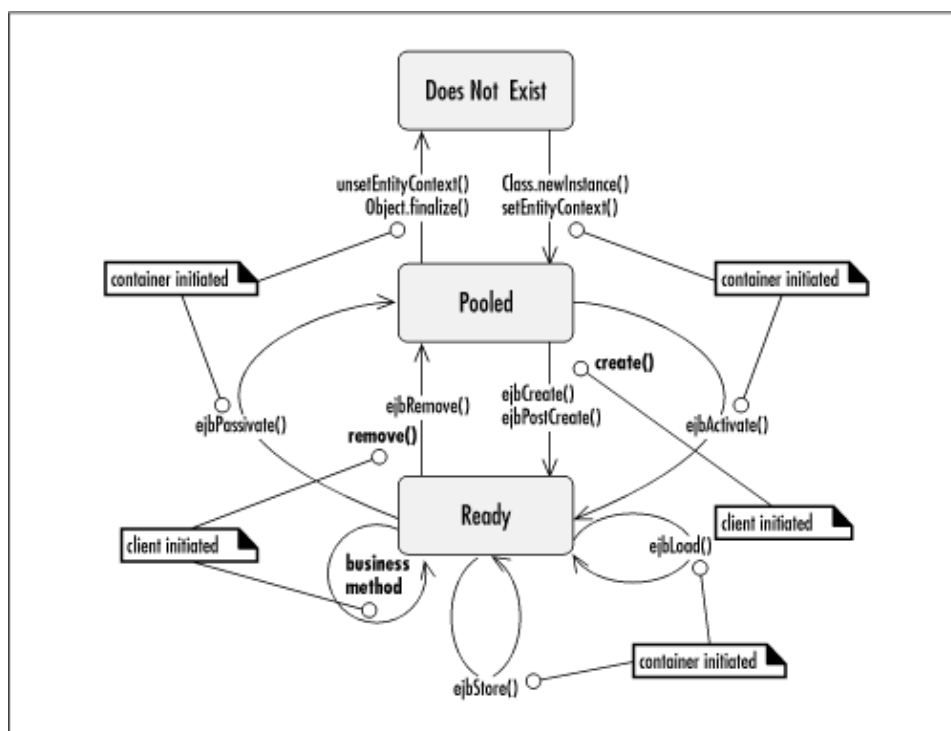 Does Not Exist
unsetEntityContext()
Object.finalize()
Class.newInstance()
setEntityContext()
container initiated
container initiated
Pooled
create()
ejbRemove()
ejbCreate()
ejbPostCreate()
ejbPassivate()
ejbActivate()
remove()
Ready
client initiated
client initiated
business
method
ejbLoad()
ejbStore()
container initiated